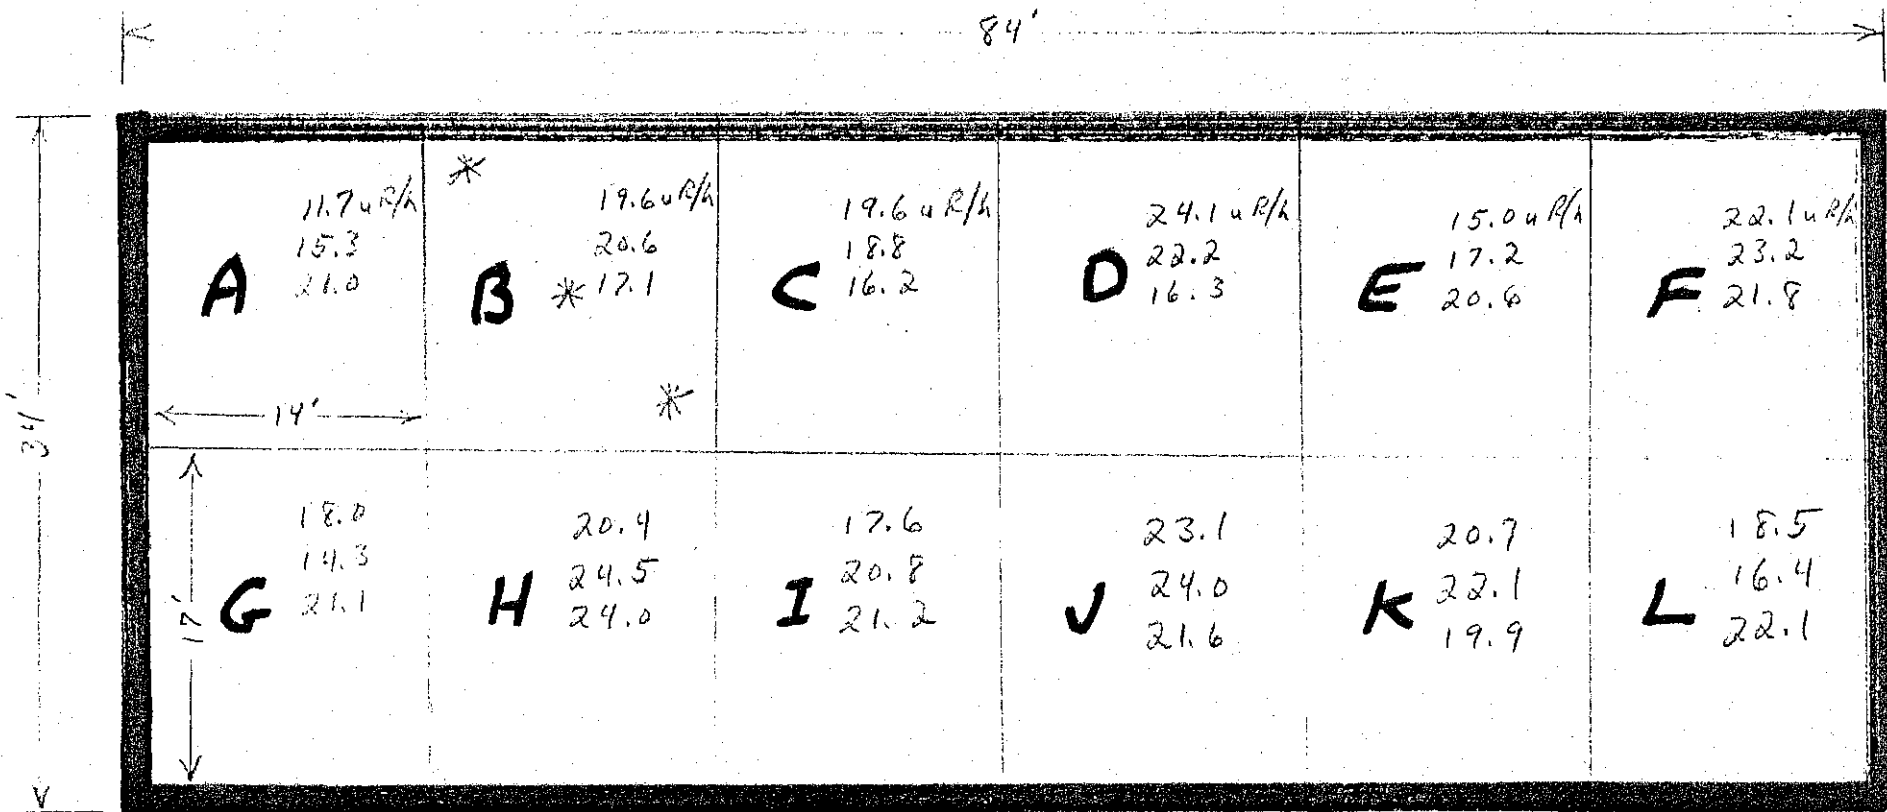 84'
34'
A
11.7 uR/h
15.3
21.0
14'
*
B
19.6 uR/h
20.6
* 17.1
*
C
19.6 uR/h
18.8
16.2
D
24.1 uR/h
22.2
16.3
E
15.0 uR/h
17.2
20.6
F
22.1 uR/h
23.2
21.8
17'
G
18.0
14.3
21.1
H
20.4
24.5
24.0
I
17.6
20.8
21.2
J
23.1
24.0
21.6
K
20.7
22.1
19.9
L
18.5
16.4
22.1